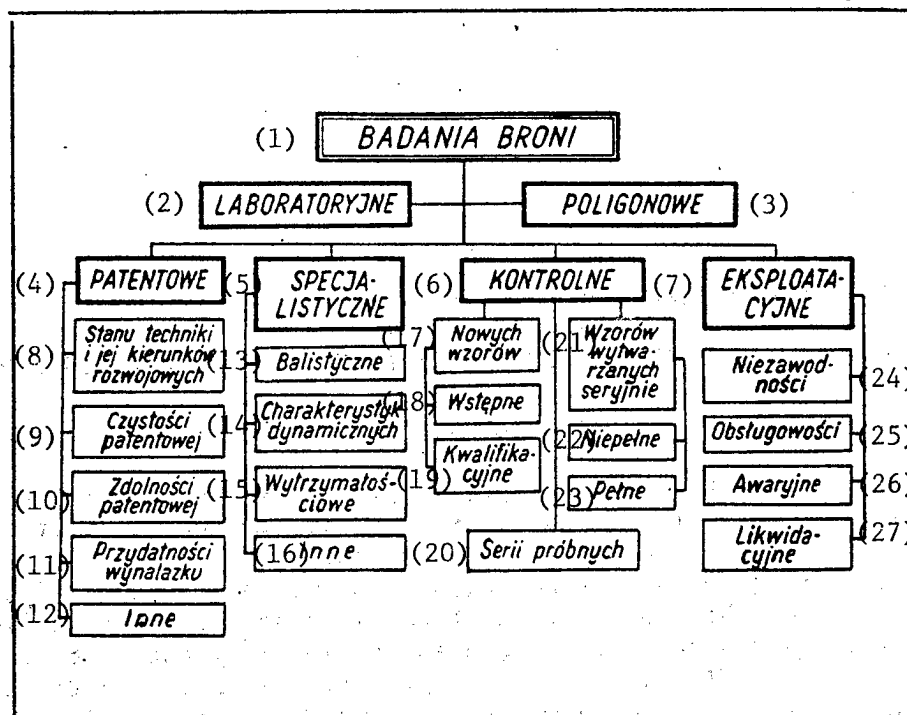 (1) BADANIA BRONI
(2) LABORATORYJNE POLIGONOWE (3)
(4) PATENTOWE
(5) SPECJA-
LISTYCZNE
(6) KONTROLNE
(7) EKSPLOATA-
CYJNE
(8) Stanu techniki
i jej kierunków
rozwojowych
(9) Czystości
patentowej
(10) Zdolności
patentowej
(11) Przydatności
wynalazku
(12) Inne
(13) Balistyczne
(14) Charakterystyk
dynamicznych
(15) Wytrzymałoś-
ciowe
(16) Inne
(17) Nowych
wzorów
(18) Wstępne
(19) Kwalifika-
cyjne
(20) Serii próbnych
(21) Wzorów
wytwa-
rzanych
seryjnie
(22) Niepełne
(23) Pełne
Niezawod-
ności (24)
Obsługowości (25)
Awaryjne (26)
Likwida-
cyjne (27)